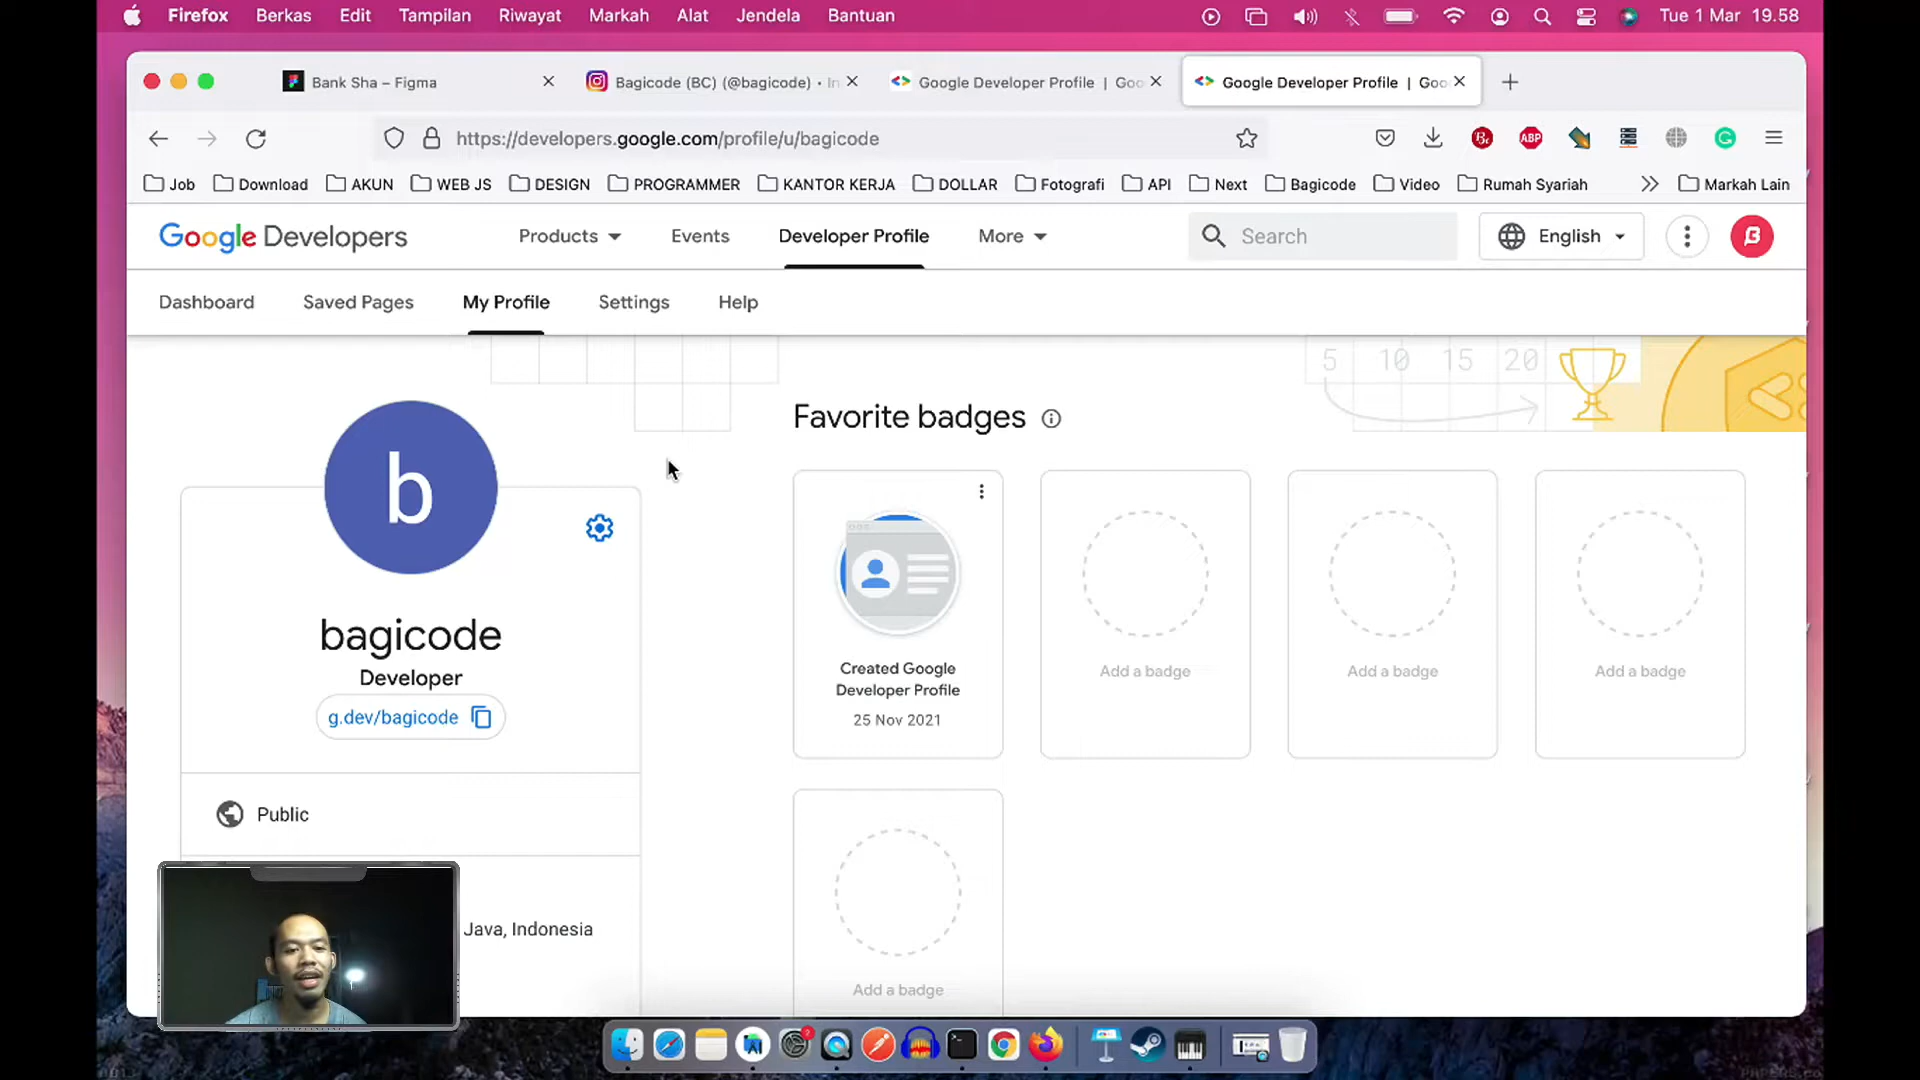 Firefox Berkas Edit Tampilan Riwayat Markah Alat Jendela Bantuan Tue 1 Mar 19.58
Bank Sha – Figma
Bagicode (BC) (@bagicode) • In
Google Developer Profile | Goo
Google Developer Profile | Goo
https://developers.google.com/profile/u/bagicode
ABP
Job Download AKUN WEB JS DESIGN PROGRAMMER KANTOR KERJA DOLLAR Fotografi API Next Bagicode Video Rumah Syariah Markah Lain
Google Developers Products Events Developer Profile More Search English
Dashboard Saved Pages My Profile Settings Help
5 10 15 20
Favorite badges
b
bagicode
Developer
g.dev/bagicode
Public
Java, Indonesia
Created Google
Developer Profile
25 Nov 2021
Add a badge
Add a badge
Add a badge
Add a badge